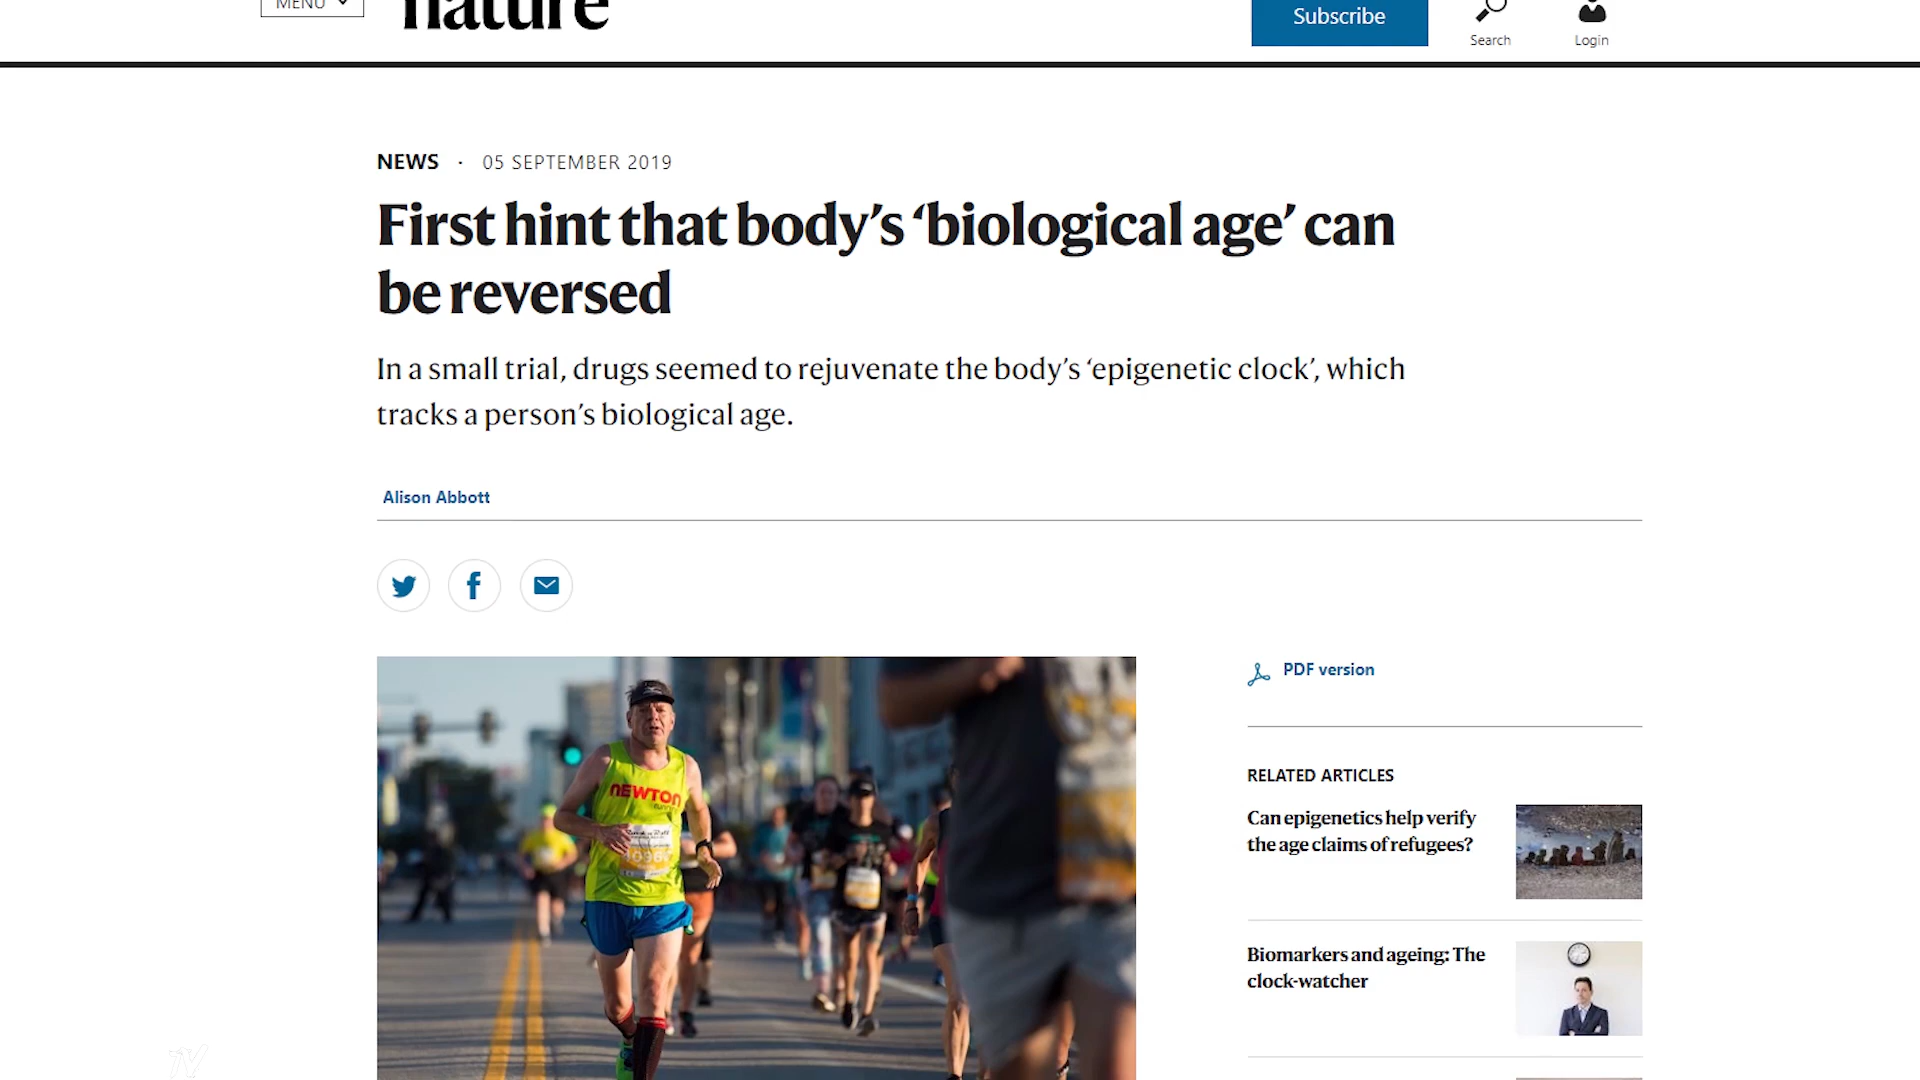 MENU
nature
Subscribe
Search
Login
NEWS · 05 SEPTEMBER 2019
First hint that body’s ‘biological age’ can
be reversed
In a small trial, drugs seemed to rejuvenate the body’s ‘epigenetic clock’, which
tracks a person’s biological age.
Alison Abbott
NEWTON
PDF version
RELATED ARTICLES
Can epigenetics help verify
the age claims of refugees?
Biomarkers and ageing: The
clock-watcher